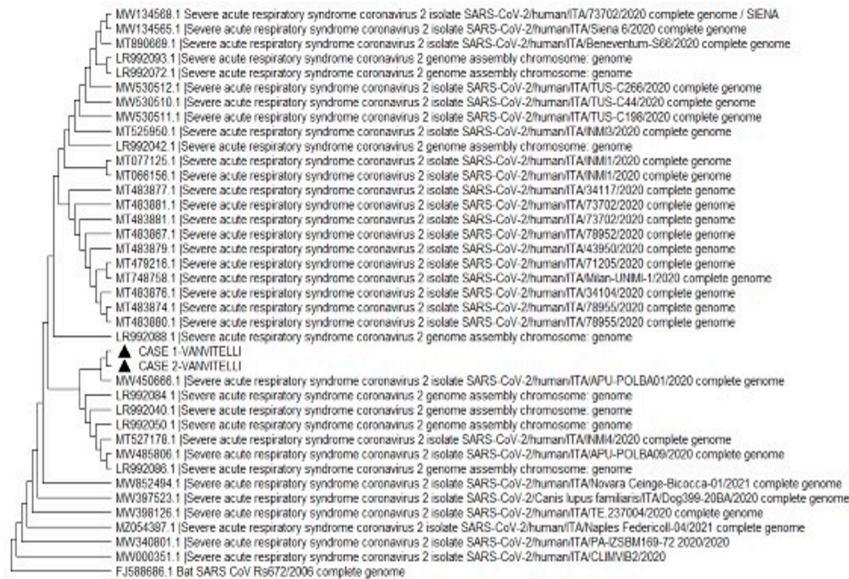 MW134568.1 Severe acute respiratory syndrome coronavirus 2 isolate SARS-CoV-2/human/ITA/73702/2020 complete genome / SIENA
MW134565.1 |Severe acute respiratory syndrome coronavirus 2 isolate SARS-CoV-2/human/ITA/Siena 6/2020 complete genome
MT890669.1 |Severe acute respiratory syndrome coronavirus 2 isolate SARS-CoV-2/human/ITA/Beneventum-S66/2020 complete genome
LR992093.1 |Severe acute respiratory syndrome coronavirus 2 genome assembly chromosome: genome
LR992072.1 |Severe acute respiratory syndrome coronavirus 2 genome assembly chromosome: genome
MW530512.1 |Severe acute respiratory syndrome coronavirus 2 isolate SARS-CoV-2/human/ITA/TUS-C266/2020 complete genome
MW530510.1 |Severe acute respiratory syndrome coronavirus 2 isolate SARS-CoV-2/human/ITA/TUS-C44/2020 complete genome
MW530511.1 |Severe acute respiratory syndrome coronavirus 2 isolate SARS-CoV-2/human/ITA/TUS-C198/2020 complete genome
MT525950.1 |Severe acute respiratory syndrome coronavirus 2 isolate SARS-CoV-2/human/ITA/INMI3/2020 complete genome
LR992042.1 |Severe acute respiratory syndrome coronavirus 2 genome assembly chromosome: genome
MT077125.1 |Severe acute respiratory syndrome coronavirus 2 isolate SARS-CoV-2/human/ITA/INMI1/2020 complete genome
MT066156.1 |Severe acute respiratory syndrome coronavirus 2 isolate SARS-CoV-2/human/ITA/INMI1/2020 complete genome
MT483877.1 |Severe acute respiratory syndrome coronavirus 2 isolate SARS-CoV-2/human/ITA/34117/2020 complete genome
MT483881.1 |Severe acute respiratory syndrome coronavirus 2 isolate SARS-CoV-2/human/ITA/73702/2020 complete genome
MT483881.1 |Severe acute respiratory syndrome coronavirus 2 isolate SARS-CoV-2/human/ITA/73702/2020 complete genome
MT483867.1 |Severe acute respiratory syndrome coronavirus 2 isolate SARS-CoV-2/human/ITA/78952/2020 complete genome
MT483879.1 |Severe acute respiratory syndrome coronavirus 2 isolate SARS-CoV-2/human/ITA/43950/2020 complete genome
MT479216.1 |Severe acute respiratory syndrome coronavirus 2 isolate SARS-CoV-2/human/ITA/71205/2020 complete genome
MT748758.1 |Severe acute respiratory syndrome coronavirus 2 isolate SARS-CoV-2/human/ITA/Milan-UNIMI-1/2020 complete genome
MT483876.1 |Severe acute respiratory syndrome coronavirus 2 isolate SARS-CoV-2/human/ITA/34104/2020 complete genome
MT483874.1 |Severe acute respiratory syndrome coronavirus 2 isolate SARS-CoV-2/human/ITA/78955/2020 complete genome
MT483880.1 |Severe acute respiratory syndrome coronavirus 2 isolate SARS-CoV-2/human/ITA/78955/2020 complete genome
LR992088.1 |Severe acute respiratory syndrome coronavirus 2 genome assembly chromosome: genome
CASE 1-VANVITELLI
CASE 2-VANVITELLI
MW450666.1 |Severe acute respiratory syndrome coronavirus 2 isolate SARS-CoV-2/human/ITA/APU-POLBA01/2020 complete genome
LR992084.1 |Severe acute respiratory syndrome coronavirus 2 genome assembly chromosome: genome
LR992040.1 |Severe acute respiratory syndrome coronavirus 2 genome assembly chromosome: genome
LR992050.1 |Severe acute respiratory syndrome coronavirus 2 genome assembly chromosome: genome
MT527178.1 |Severe acute respiratory syndrome coronavirus 2 isolate SARS-CoV-2/human/ITA/INMI4/2020 complete genome
MW485806.1 |Severe acute respiratory syndrome coronavirus 2 isolate SARS-CoV-2/human/ITA/APU-POLBA09/2020 complete genome
LR992086.1 |Severe acute respiratory syndrome coronavirus 2 genome assembly chromosome: genome
MW852494.1 |Severe acute respiratory syndrome coronavirus 2 isolate SARS-CoV-2/human/ITA/Novara Ceinge-Bicocca-01/2021 complete genome
MW397523.1 |Severe acute respiratory syndrome coronavirus 2 isolate SARS-CoV-2/Canis lupus familiaris/ITA/Dog399-20BA/2020 complete genome
MW398126.1 |Severe acute respiratory syndrome coronavirus 2 isolate SARS-CoV-2/human/ITA/TE 237004/2020 complete genome
MZ054387.1 |Severe acute respiratory syndrome coronavirus 2 isolate SARS-CoV-2/human/ITA/Naples FedericoII-04/2021 complete genome
MW340801.1 |Severe acute respiratory syndrome coronavirus 2 isolate SARS-CoV-2/human/ITA/PA-IZSBM169-72 2020/2020
MW000351.1 |Severe acute respiratory syndrome coronavirus 2 isolate SARS-CoV-2/human/ITA/CLIMVIB2/2020
FJ588686.1 Bat SARS CoV Rs672/2006 complete genome